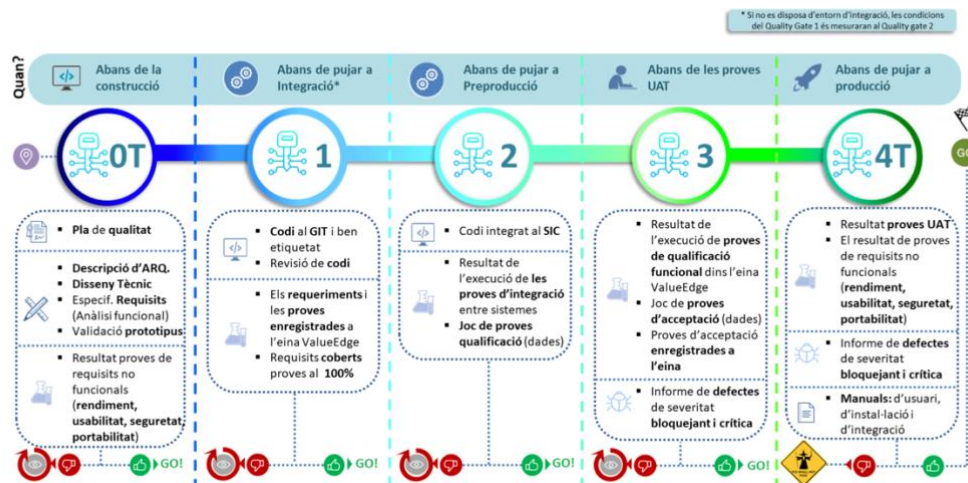 * Si no es disposa d'entorn d'integració, les condicions
del Quality Gate 1 és mesuraran al Quality gate 2
Quan?
Abans de la
construcció
Abans de pujar a
Integració*
Abans de pujar a
Preproducció
Abans de les proves
UAT
Abans de pujar a
producció
0T
1
2
3
4T
GO
▪ Pla de qualitat
▪ Descripció d'ARQ.
▪ Disseny Tècnic
▪ Especif. Requisits
(Anàlisi funcional)
▪ Validació prototipus
▪ Resultat proves de
requisits no
funcionals
(rendiment,
usabilitat, seguretat,
portabilitat)
GO!
▪ Codi al GIT i ben
etiquetat
▪ Revisió de codi
▪ Els requeriments i
les proves
enregistrades a
l'eina ValueEdge
▪ Requisits coberts
proves al 100%
GO!
▪ Codi integrat al SIC
▪ Resultat de
l'execució de les
proves d'integració
entre sistemes
▪ Joc de proves
qualificació (dades)
GO!
▪ Resultat de
l'execució de proves
de qualificació
funcional dins l'eina
ValueEdge
▪ Joc de proves
d'acceptació (dades)
▪ Proves d'acceptació
enregistrades a
l'eina
▪ Informe de defectes
de severitat
bloquejant i crítica
GO!
▪ Resultat proves UAT
▪ El resultat de proves
de requisits no
funcionals
(rendiment,
usabilitat, seguretat,
portabilitat)
▪ Informe de defectes
de severitat
bloquejant i crítica
▪ Manuals: d'usuari,
d'instal·lació i
d'integració
GO!